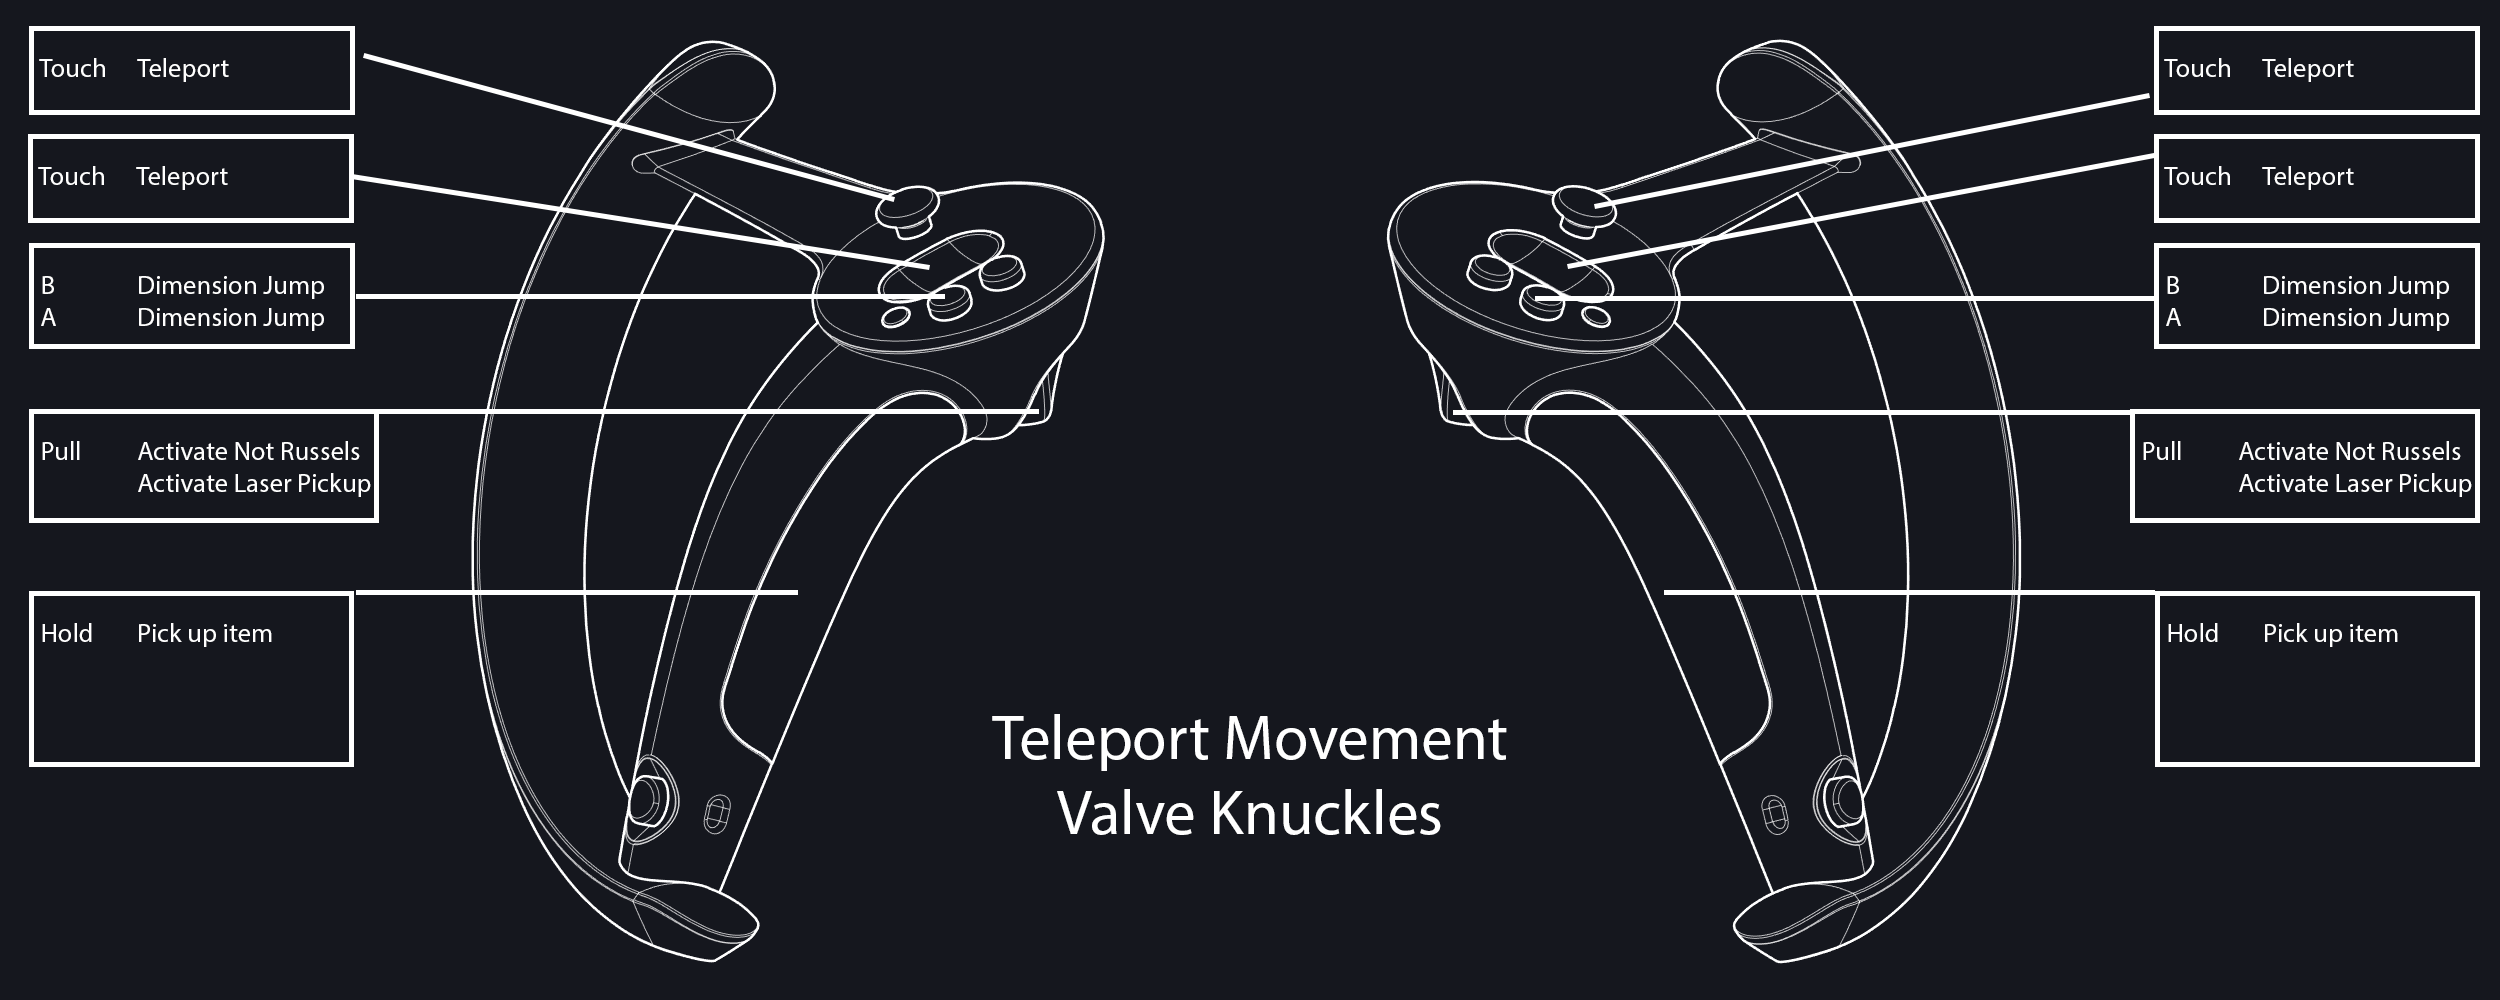 Touch Teleport
Touch Teleport
B Dimension Jump
A Dimension Jump
Pull Activate Not Russels
Activate Laser Pickup
Hold Pick up item
Touch Teleport
Touch Teleport
B Dimension Jump
A Dimension Jump
Pull Activate Not Russels
Activate Laser Pickup
Hold Pick up item
Teleport Movement
Valve Knuckles